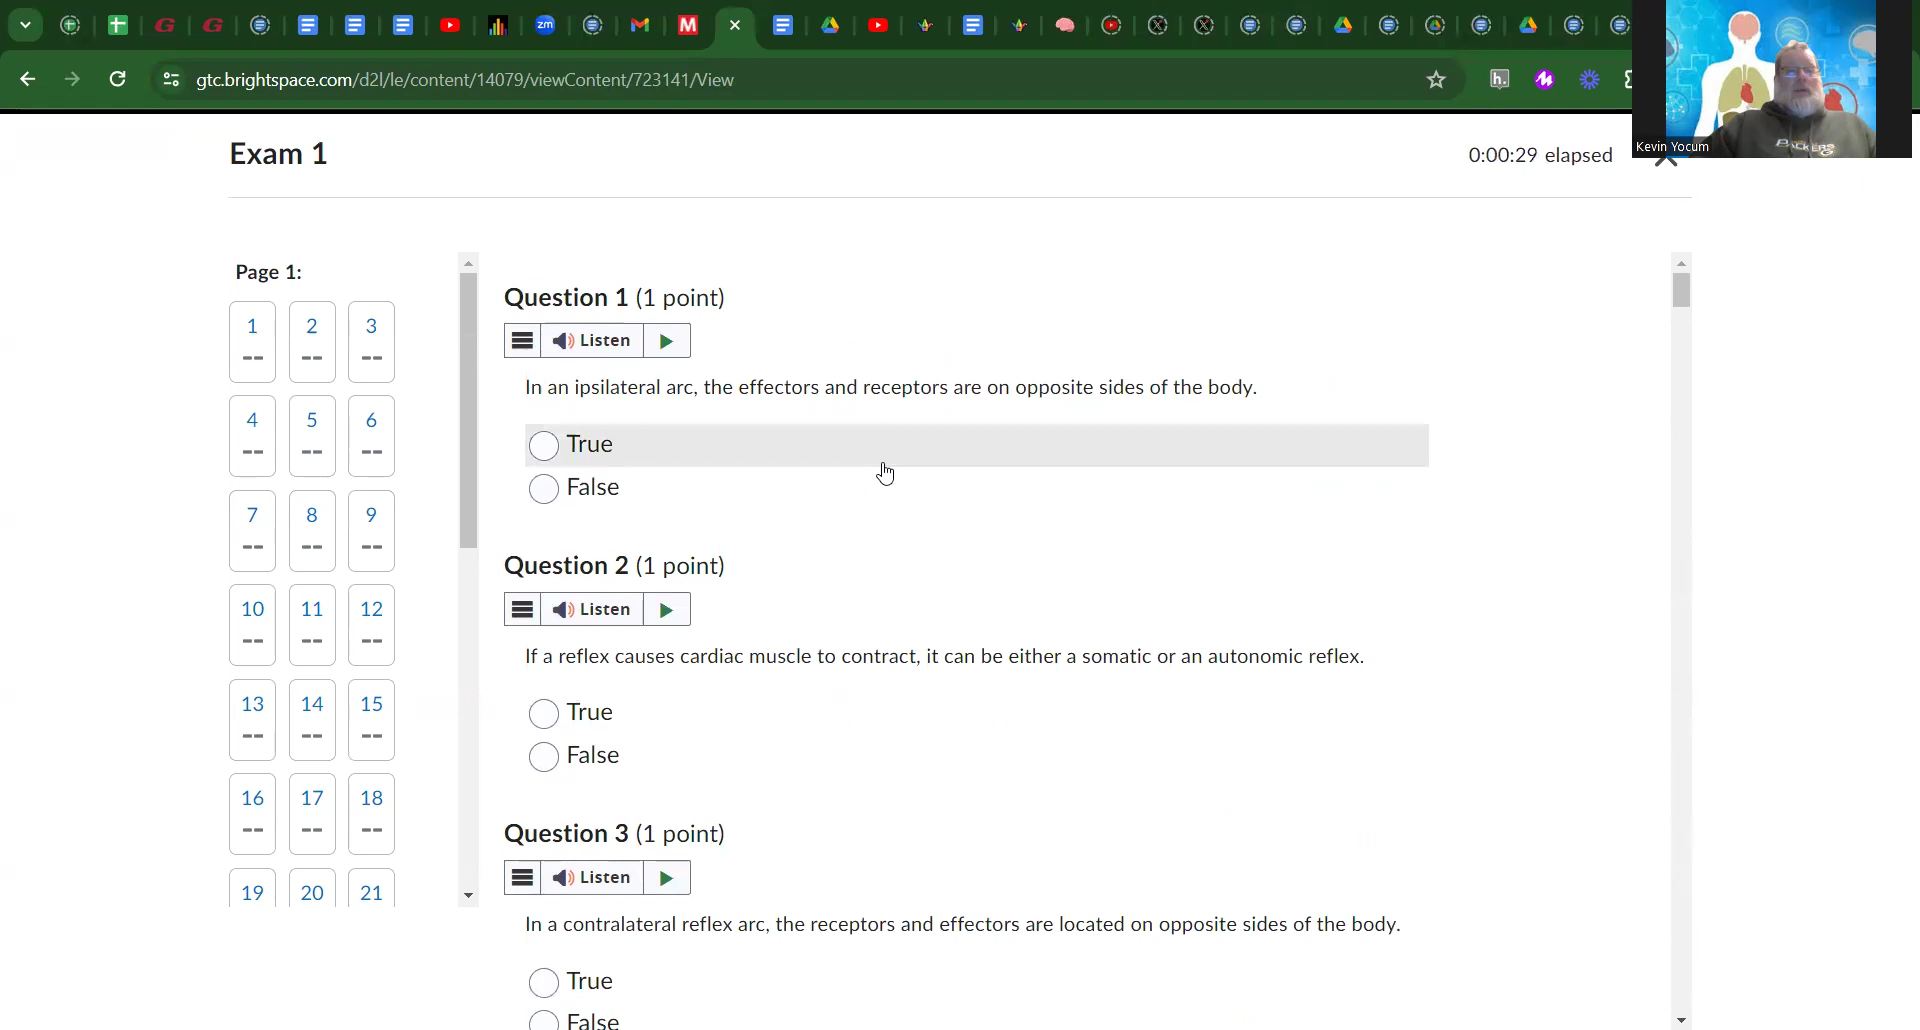 gtc.brightspace.com/d2l/le/content/14079/viewContent/723141/View
Kevin Yocum
PACKERS
Exam 1
0:00:29 elapsed
Page 1:
1 2 3
-- -- --
4 5 6
-- -- --
7 8 9
-- -- --
10 11 12
-- -- --
13 14 15
-- -- --
16 17 18
-- -- --
19 20 21
Question 1 (1 point)
Listen
In an ipsilateral arc, the effectors and receptors are on opposite sides of the body.
True
False
Question 2 (1 point)
Listen
If a reflex causes cardiac muscle to contract, it can be either a somatic or an autonomic reflex.
True
False
Question 3 (1 point)
Listen
In a contralateral reflex arc, the receptors and effectors are located on opposite sides of the body.
True
False